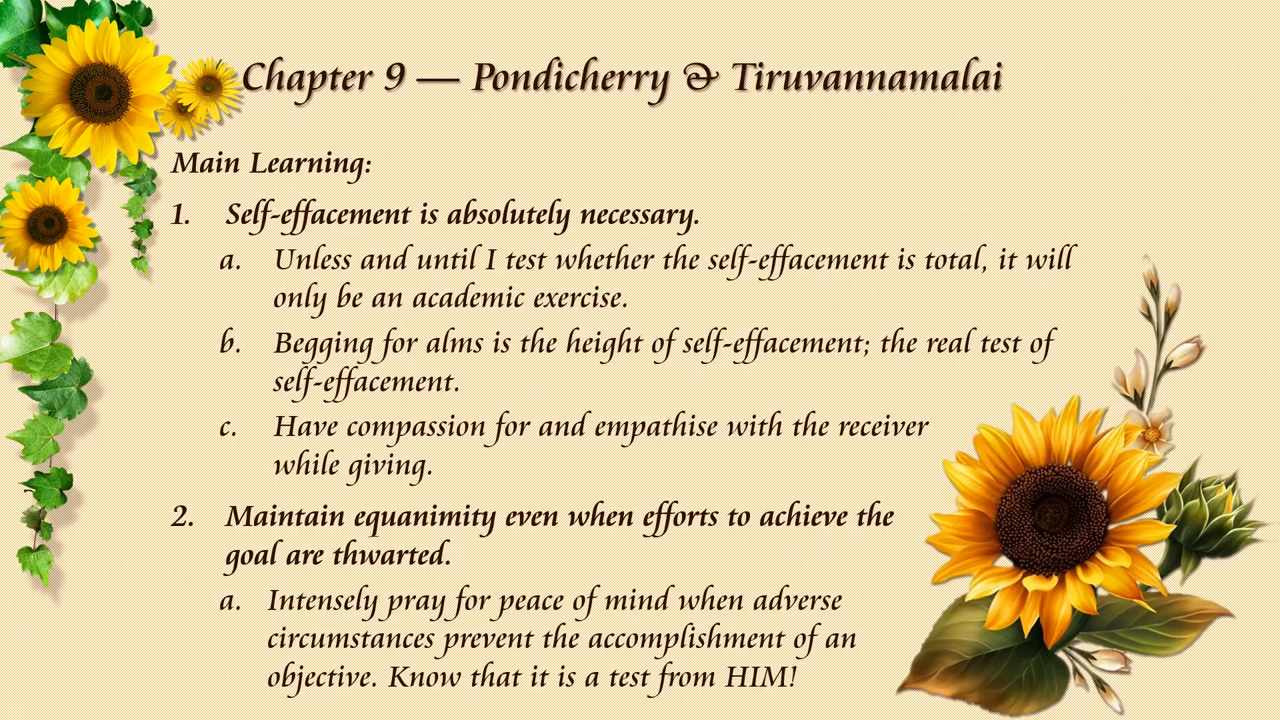 Chapter 9 — Pondicherry & Tiruvannamalai
Main Learning:
1. Self-effacement is absolutely necessary.
a. Unless and until I test whether the self-effacement is total, it will
only be an academic exercise.
b. Begging for alms is the height of self-effacement; the real test of
self-effacement.
c. Have compassion for and empathise with the receiver
while giving.
2. Maintain equanimity even when efforts to achieve the
goal are thwarted.
a. Intensely pray for peace of mind when adverse
circumstances prevent the accomplishment of an
objective. Know that it is a test from HIM!